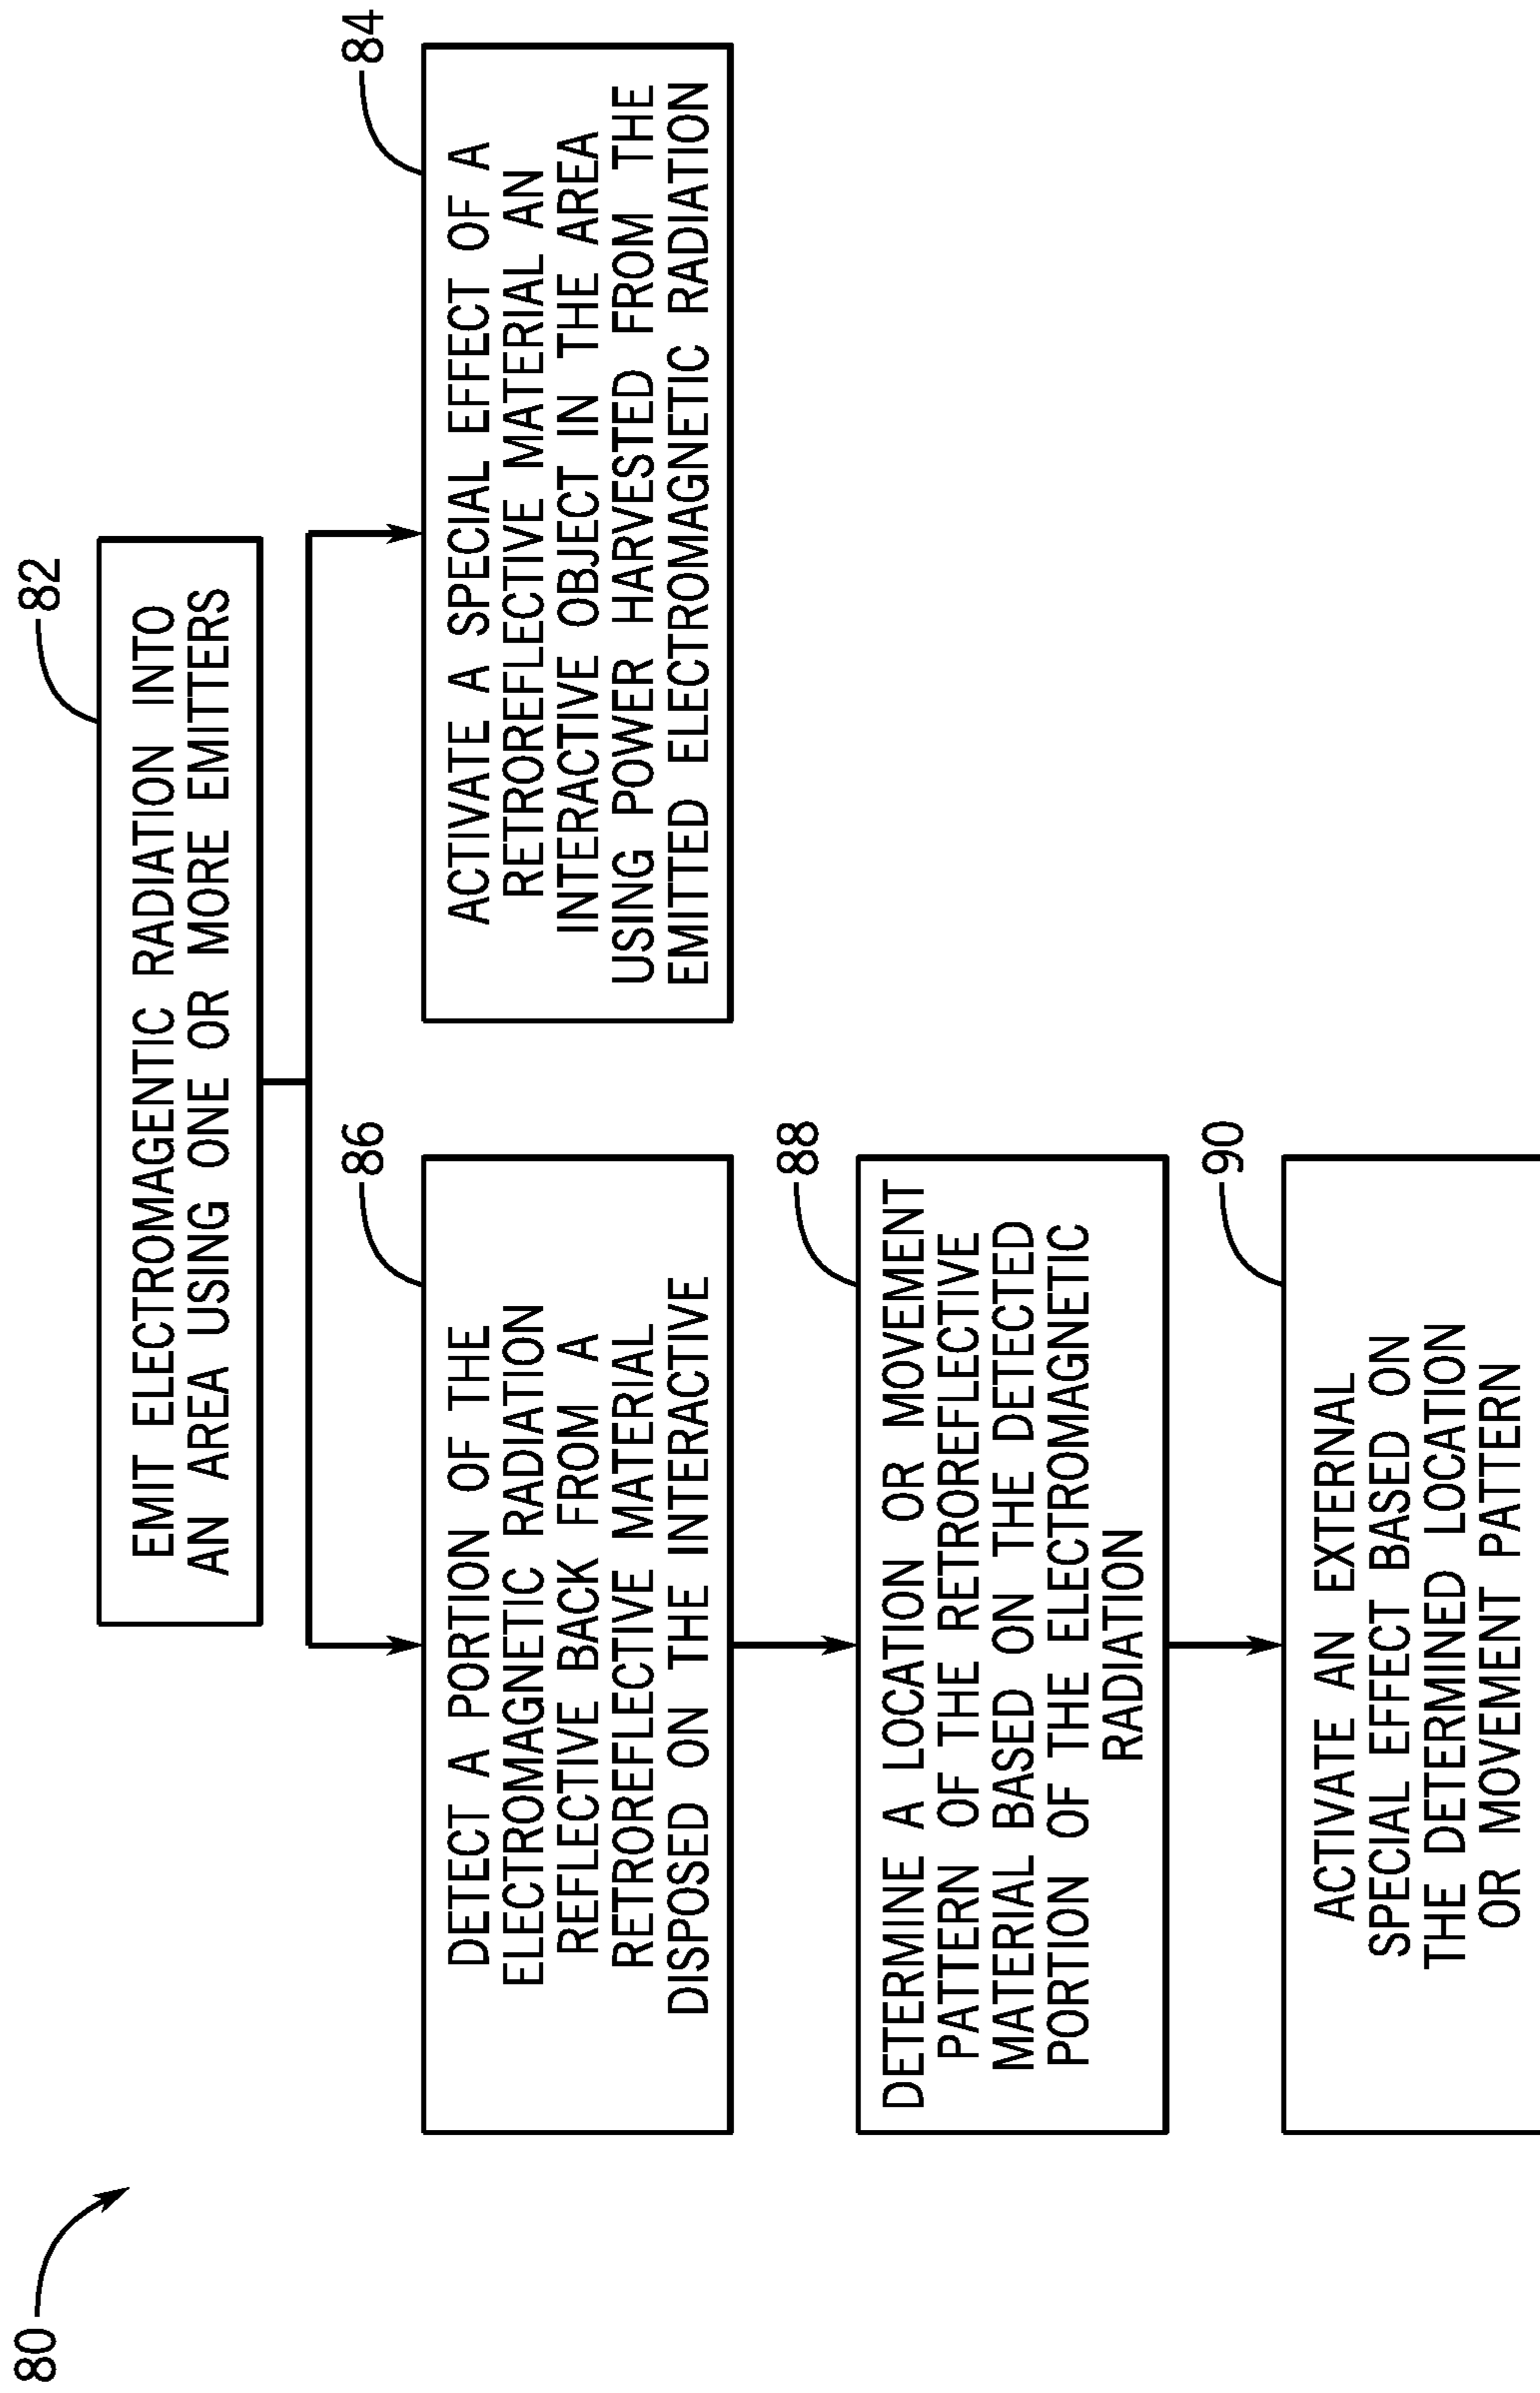 80
82
EMIT ELECTROMAGENTIC RADIATION INTO
AN AREA USING ONE OR MORE EMITTERS
84
ACTIVATE A SPECIAL EFFECT OF A
RETROREFLECTIVE MATERIAL AN
INTERACTIVE OBJECT IN THE AREA
USING POWER HARVESTED FROM THE
EMITTED ELECTROMAGNETIC RADIATION
86
DETECT A PORTION OF THE
ELECTROMAGNETIC RADIATION
REFLECTIVE BACK FROM A
RETROREFLECTIVE MATERIAL
DISPOSED ON THE INTERACTIVE
88
DETERMINE A LOCATION OR MOVEMENT
PATTERN OF THE RETROREFLECTIVE
MATERIAL BASED ON THE DETECTED
PORTION OF THE ELECTROMAGNETIC
RADIATION
90
ACTIVATE AN EXTERNAL
SPECIAL EFFECT BASED ON
THE DETERMINED LOCATION
OR MOVEMENT PATTERN